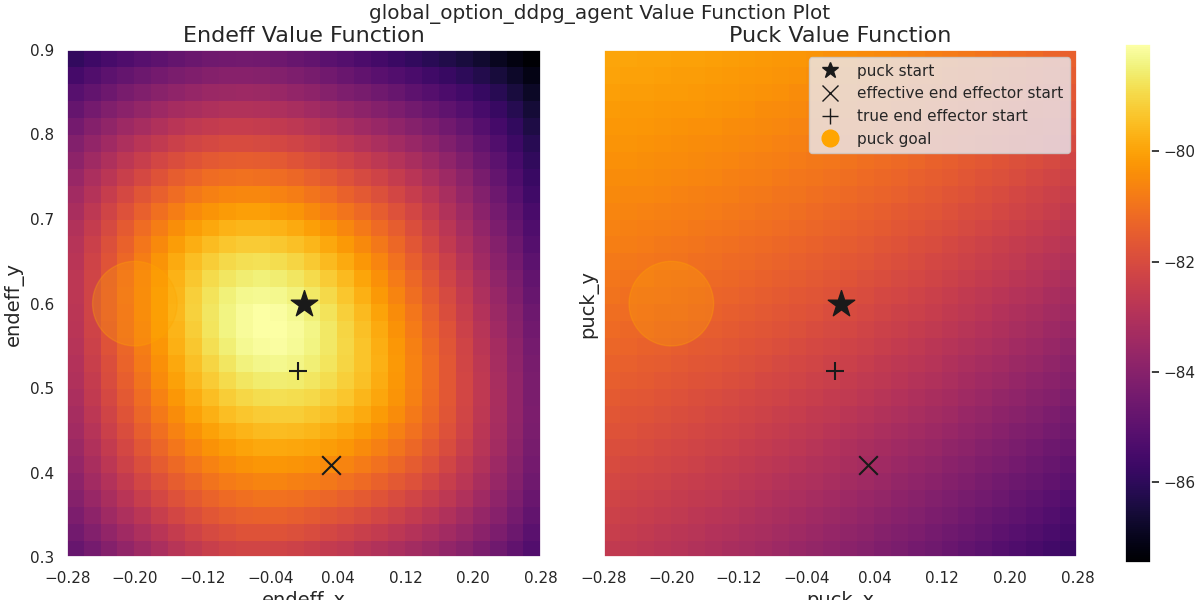 global_option_ddpg_agent Value Function Plot
Endeff Value Function
Puck Value Function
0.9
0.8
0.7
0.6
0.5
0.4
0.3
endeff_y
−0.28 −0.20 −0.12 −0.04 0.04 0.12 0.20 0.28
endeff_x
puck start
effective end effector start
true end effector start
puck goal
puck_y
−0.28 −0.20 −0.12 −0.04 0.04 0.12 0.20 0.28
puck_x
−80
−82
−84
−86